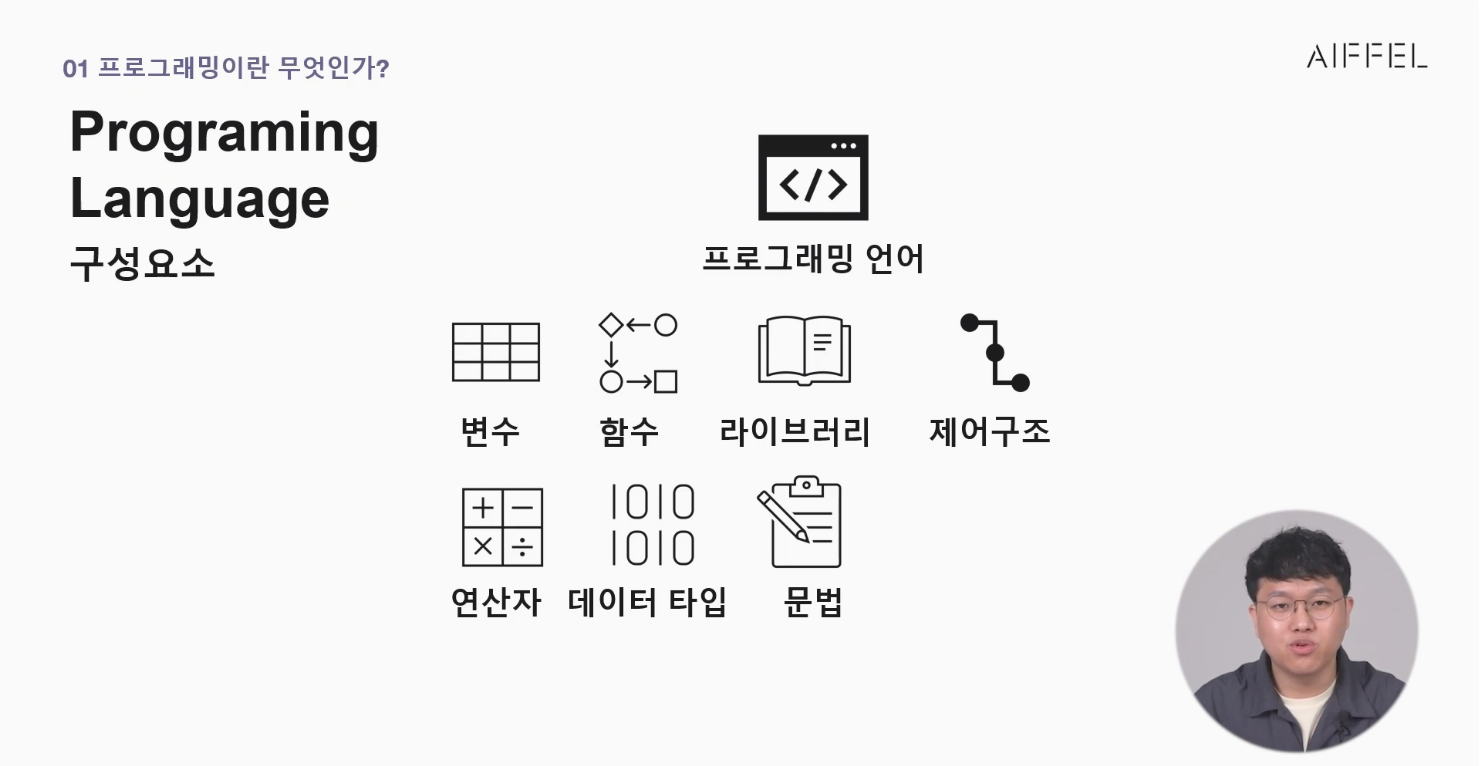 01 프로그래밍이란 무엇인가?
AIFFEL
Programing
Language
구성요소
프로그래밍 언어
변수 함수 라이브러리 제어구조
1010
1010
연산자 데이터 타입 문법